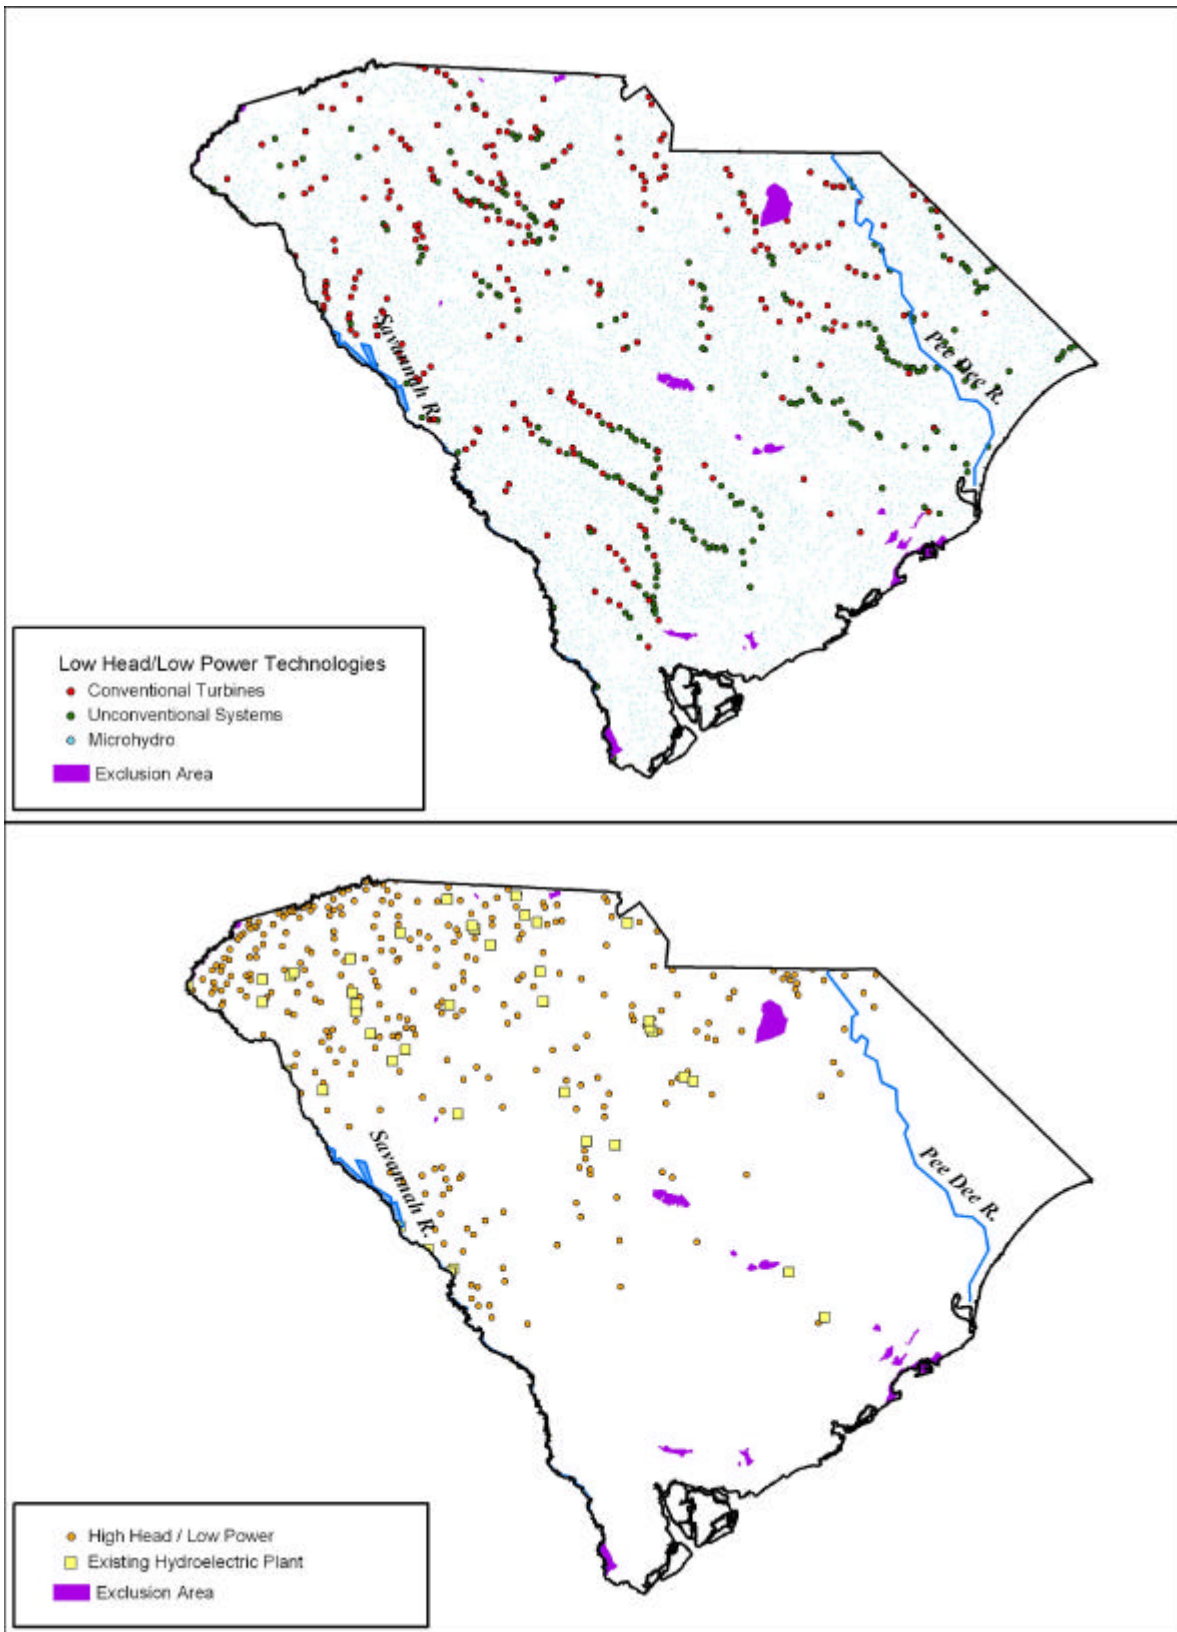 Savannah R.
Pee Dee R.
Low Head/Low Power Technologies
Conventional Turbines
Unconventional Systems
Microhydro
Exclusion Area
Savannah R.
Pee Dee R.
High Head / Low Power
Existing Hydroelectric Plant
Exclusion Area